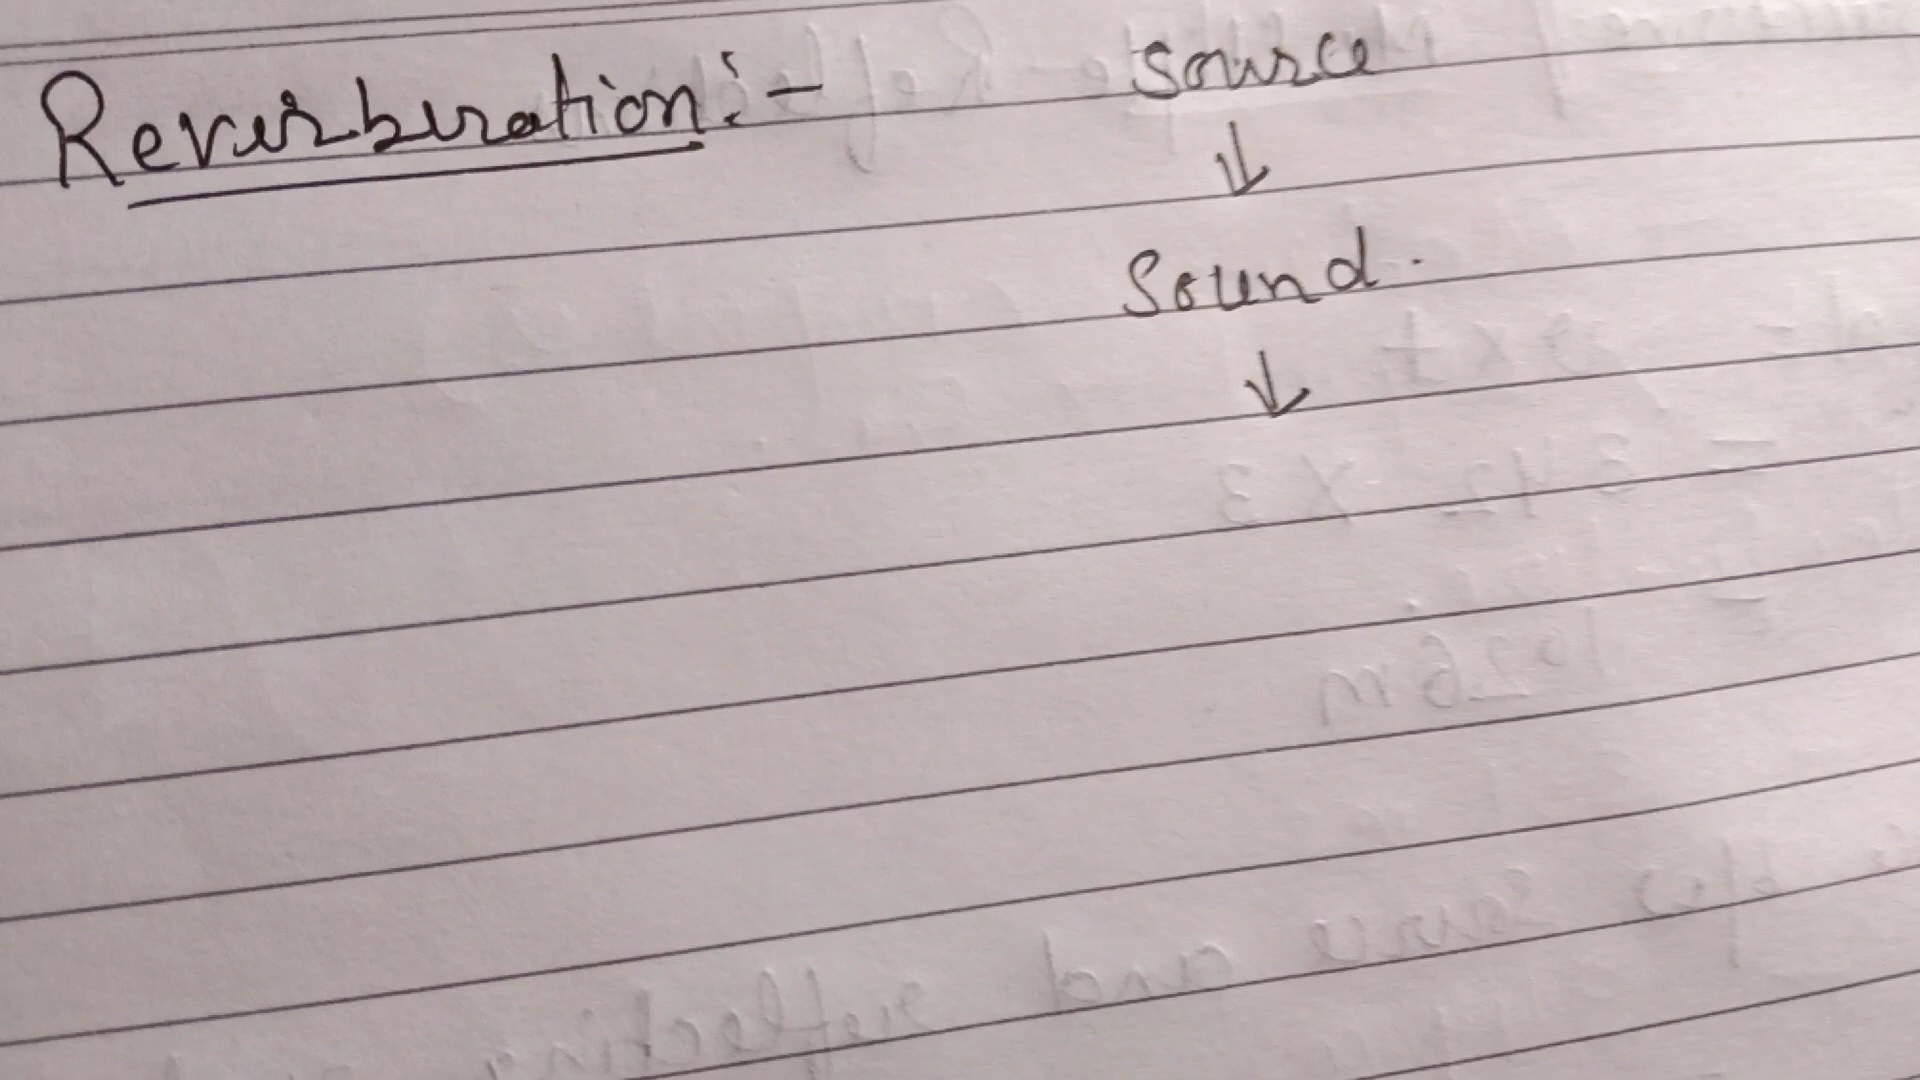 Reverberation:- Source
↓
Sound.
↓